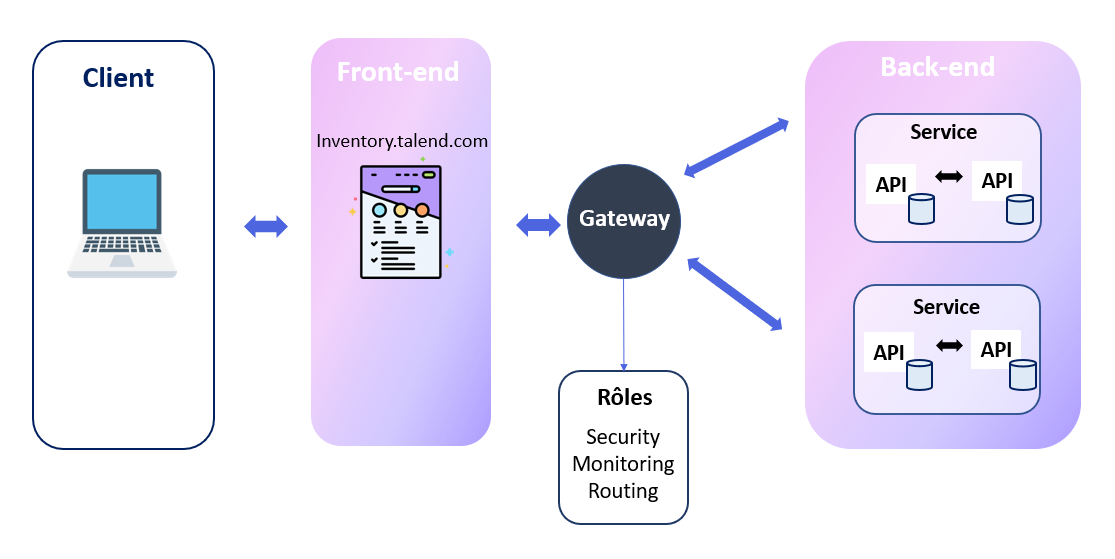 Client
Front-end
Inventory.talend.com
Gateway
Rôles
Security
Monitoring
Routing
Back-end
Service
API
API
Service
API
API